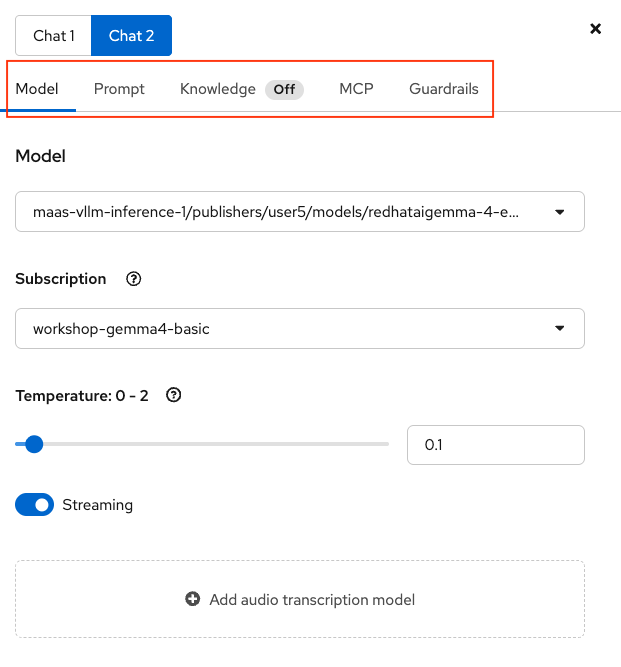 Chat 1 Chat 2
Model Prompt Knowledge Off MCP Guardrails
Model
maas-vllm-inference-1/publishers/user5/models/redhataigemma-4-e...
Subscription
workshop-gemma4-basic
Temperature: 0 - 2
0.1
Streaming
Add audio transcription model